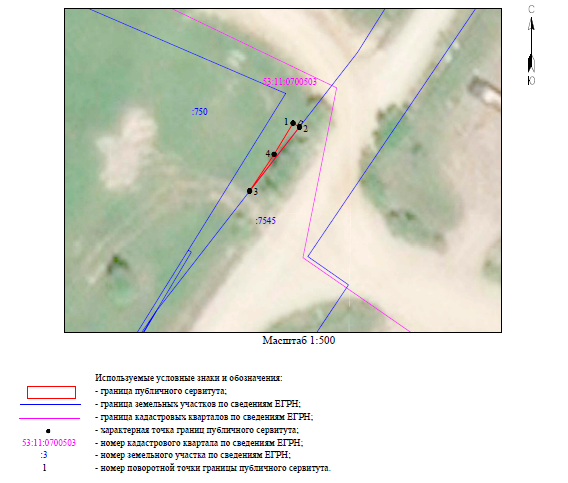 С
Ю
53:11:0700503
:750
1
2
4
3
:7545
Масштаб 1:500
Используемые условные знаки и обозначения:
- граница публичного сервитута;
- граница земельных участков по сведениям ЕГРН;
- граница кадастровых кварталов по сведениям ЕГРН;
- характерная точка границ публичного сервитута;
53:11:0700503 - номер кадастрового квартала по сведениям ЕГРН;
:3 - номер земельного участка по сведениям ЕГРН;
1 - номер поворотной точки границы публичного сервитута.